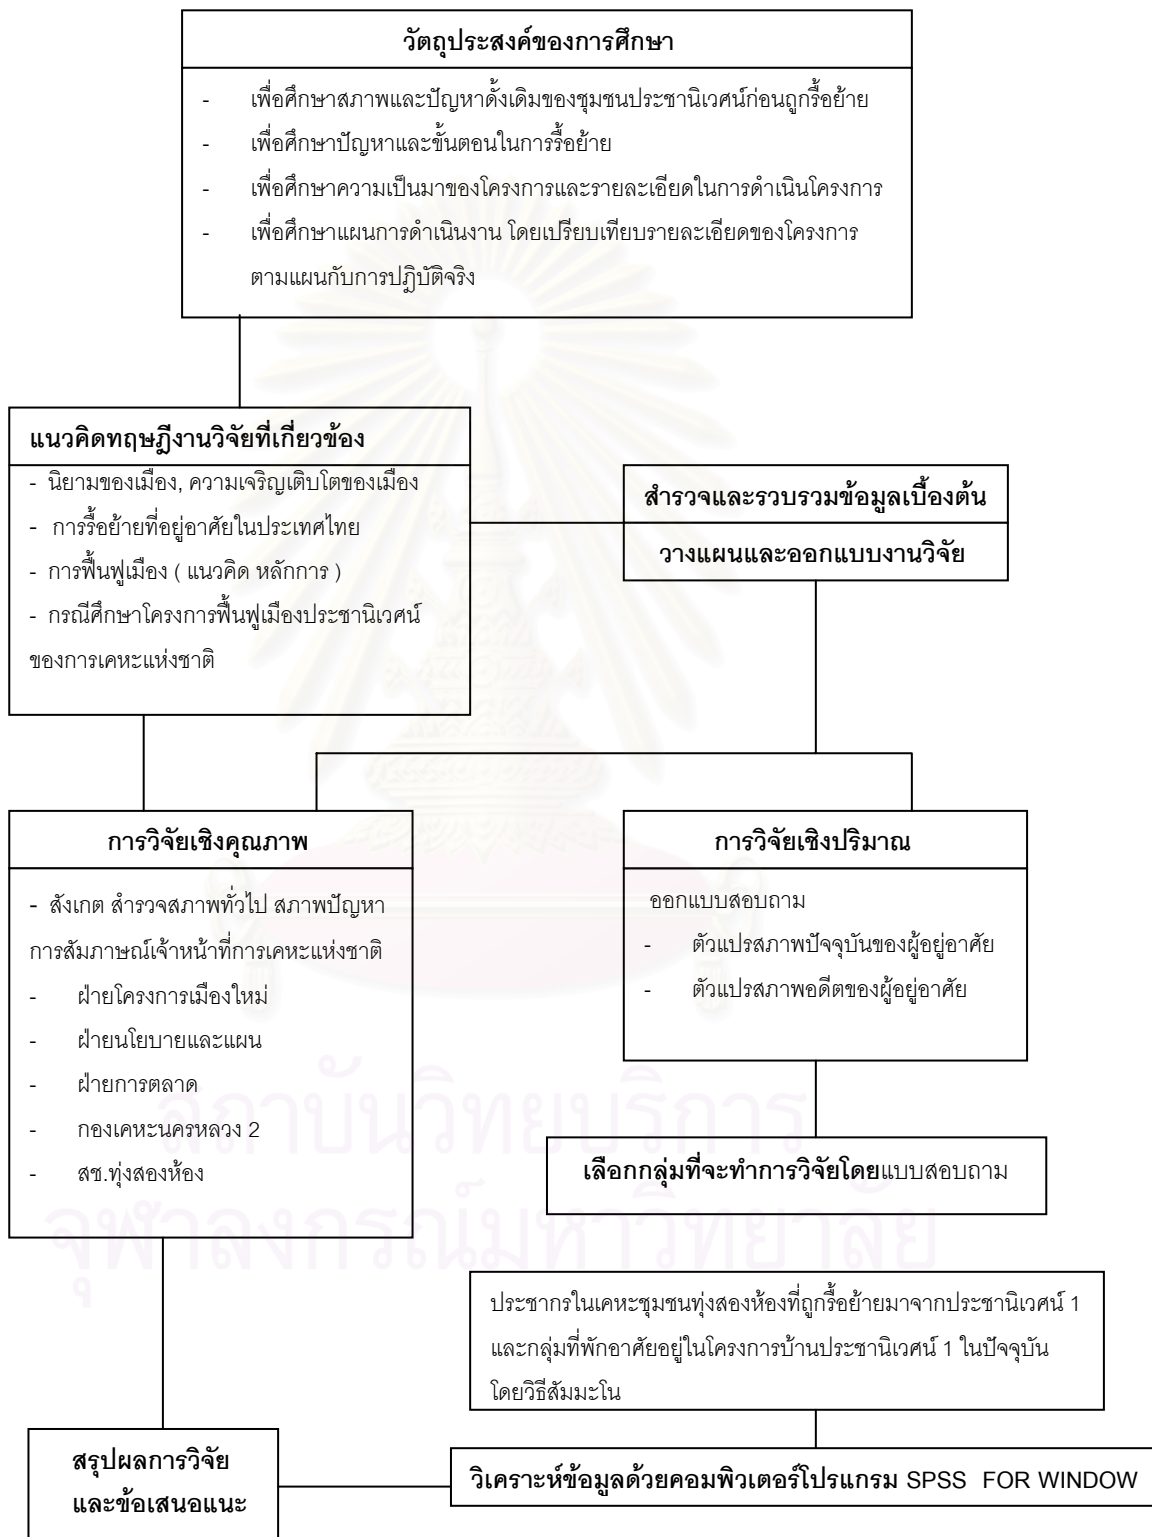 วัตถุประสงค์ของการศึกษา
- เพื่อศึกษาสภาพและปัญหาดั้งเดิมของชุมชนประชานิเวศน์ก่อนถูกรื้อย้าย
- เพื่อศึกษาปัญหาและขั้นตอนในการรื้อย้าย
- เพื่อศึกษาความเป็นมาของโครงการและรายละเอียดในการดำเนินโครงการ
- เพื่อศึกษาแผนการดำเนินงาน โดยเปรียบเทียบรายละเอียดของโครงการ
ตามแผนกับการปฏิบัติจริง
แนวคิดทฤษฎีงานวิจัยที่เกี่ยวข้อง
- นิยามของเมือง, ความเจริญเติบโตของเมือง
- การรื้อย้ายที่อยู่อาศัยในประเทศไทย
- การฟื้นฟูเมือง ( แนวคิด หลักการ )
- กรณีศึกษาโครงการฟื้นฟูเมืองประชานิเวศน์
ของการเคหะแห่งชาติ
สำรวจและรวบรวมข้อมูลเบื้องต้น
วางแผนและออกแบบงานวิจัย
การวิจัยเชิงคุณภาพ
- สังเกต สำรวจสภาพทั่วไป สภาพปัญหา
การสัมภาษณ์เจ้าหน้าที่การเคหะแห่งชาติ
- ฝ่ายโครงการเมืองใหม่
- ฝ่ายนโยบายและแผน
- ฝ่ายการตลาด
- กองเคหะนครหลวง 2
- สช.ทุ่งสองห้อง
การวิจัยเชิงปริมาณ
ออกแบบสอบถาม
- ตัวแปรสภาพปัจจุบันของผู้อยู่อาศัย
- ตัวแปรสภาพอดีตของผู้อยู่อาศัย
เลือกกลุ่มที่จะทำการวิจัยโดยแบบสอบถาม
ประชากรในเคหะชุมชนทุ่งสองห้องที่ถูกรื้อย้ายมาจากประชานิเวศน์ 1
และกลุ่มที่พักอาศัยอยู่ในโครงการบ้านประชานิเวศน์ 1 ในปัจจุบัน
โดยวิธีสัมมะโน
วิเคราะห์ข้อมูลด้วยคอมพิวเตอร์โปรแกรม SPSS FOR WINDOW
สรุปผลการวิจัย
และข้อเสนอแนะ
สถาบันวิทยบริการ
จุฬาลงกรณ์มหาวิทยาลัย